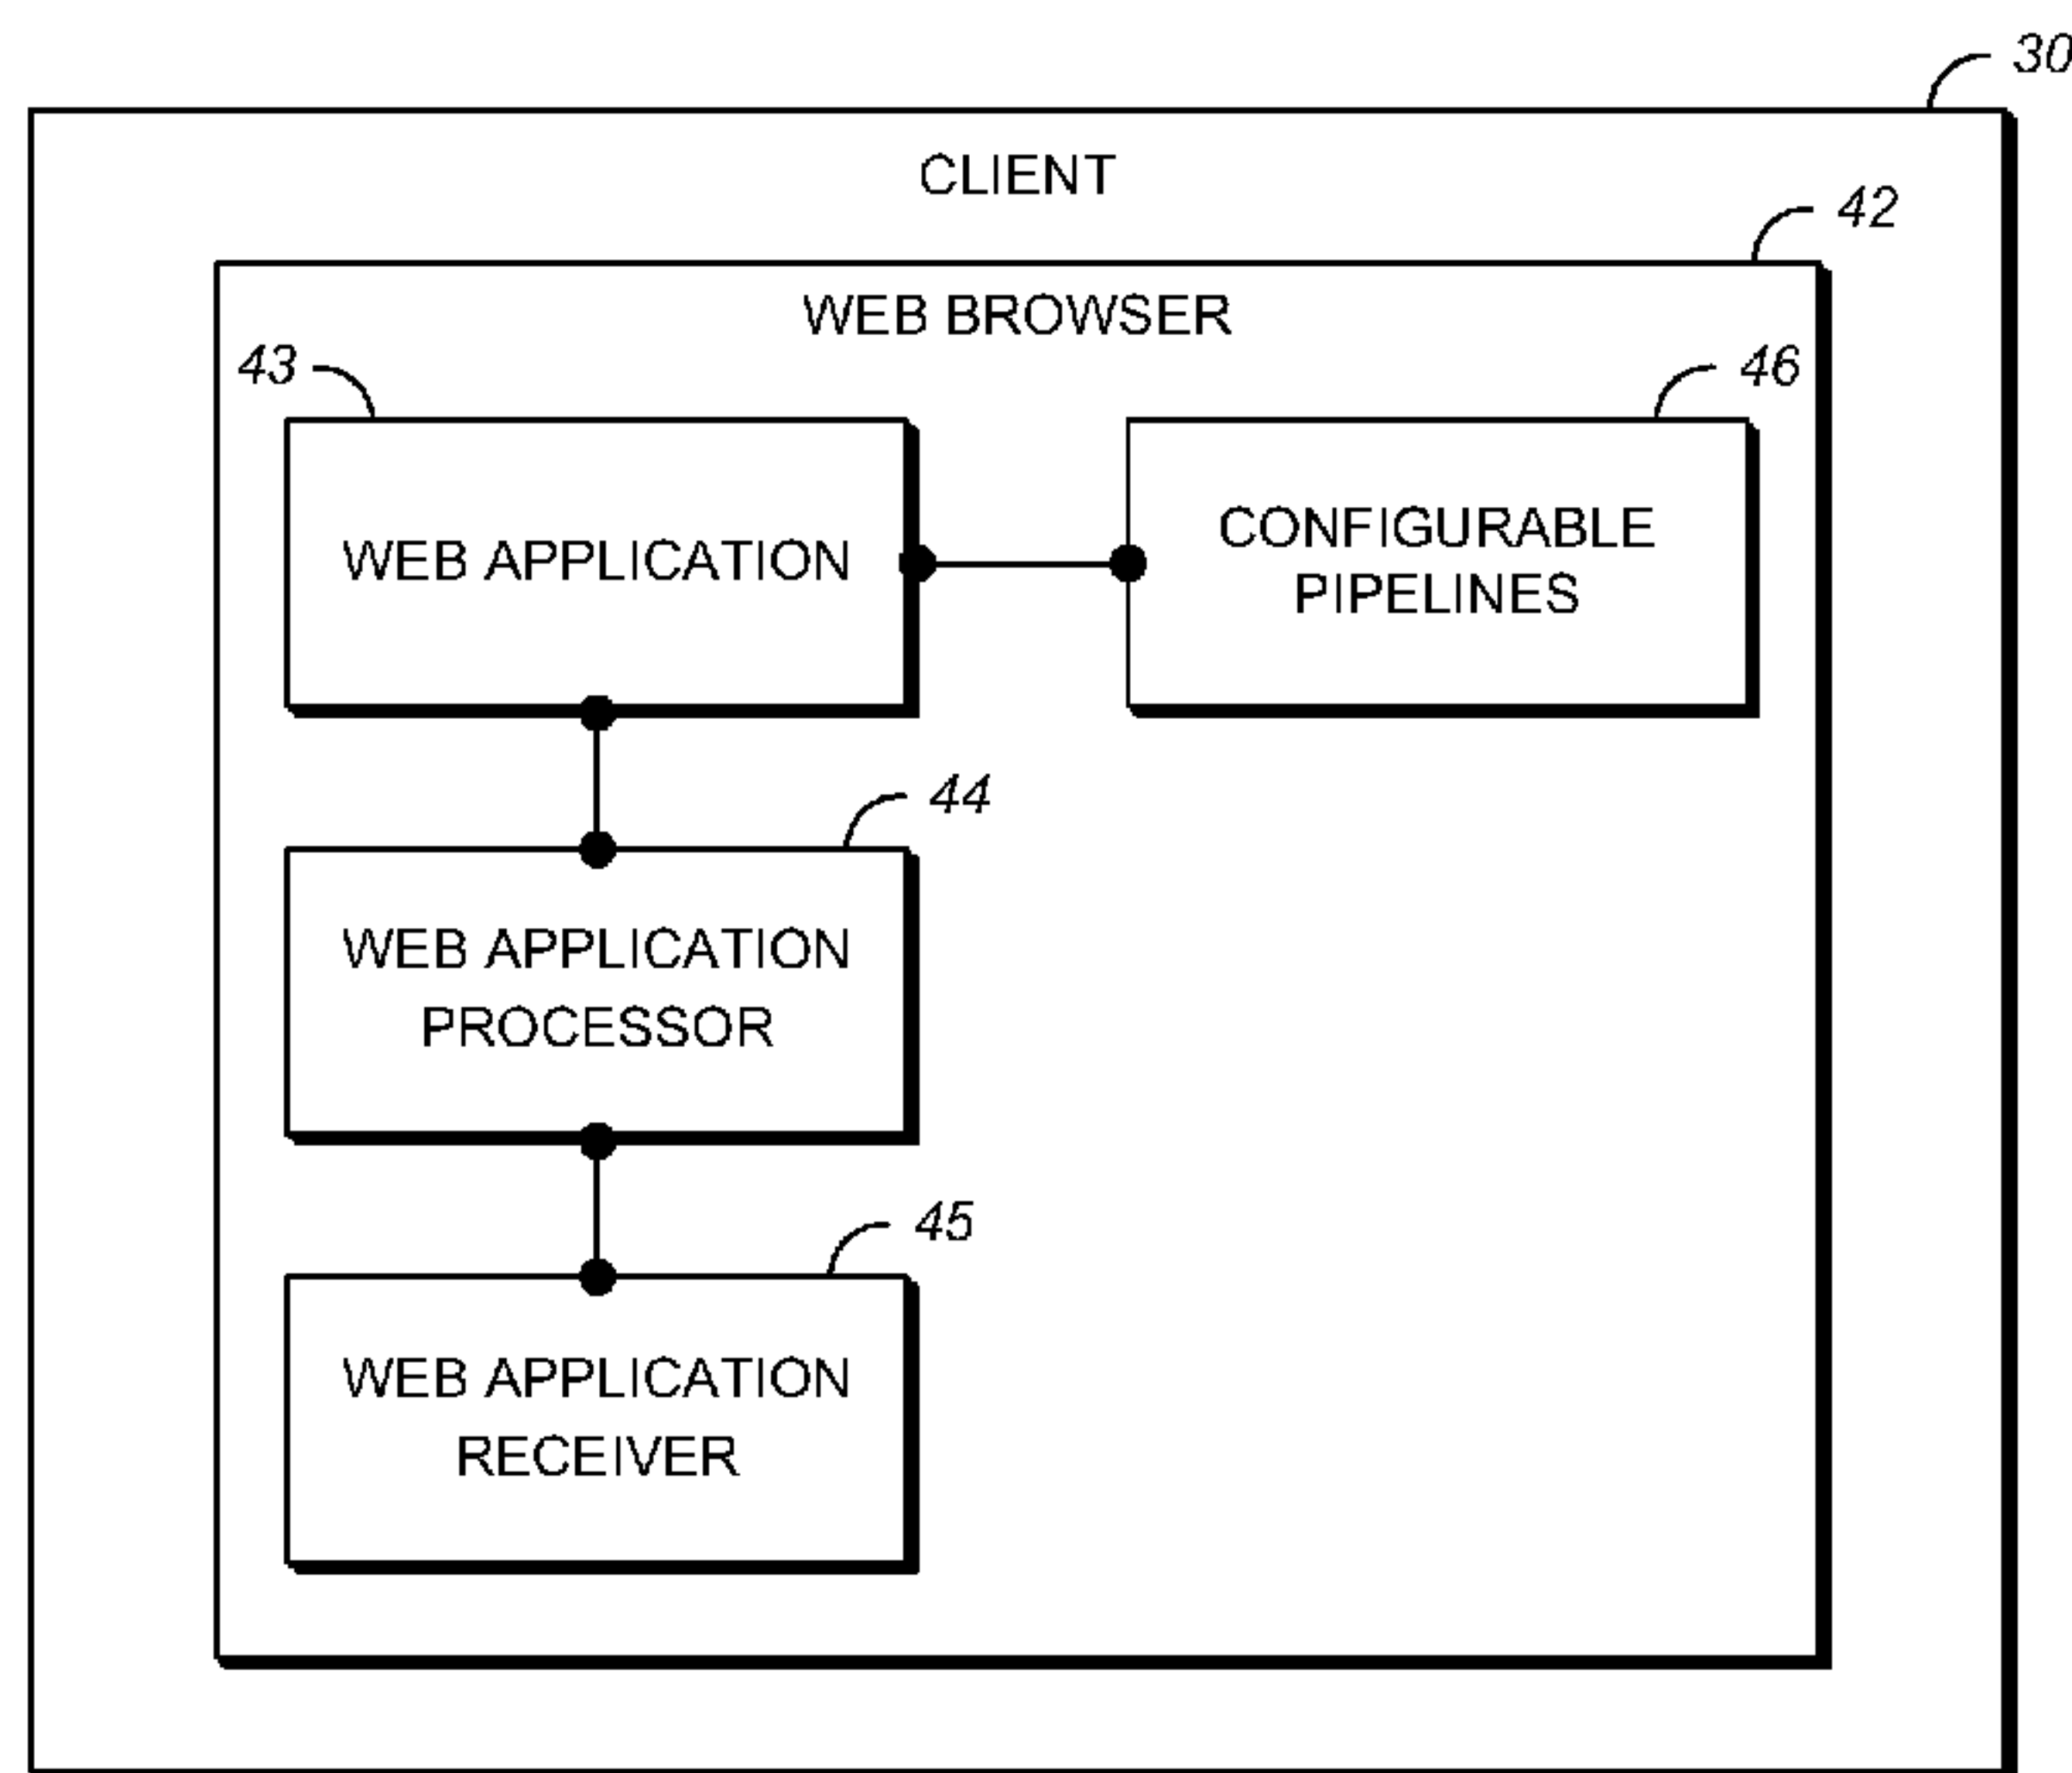 30
CLIENT
42
WEB BROWSER
43
46
WEB APPLICATION
CONFIGURABLE
PIPELINES
44
WEB APPLICATION
PROCESSOR
45
WEB APPLICATION
RECEIVER